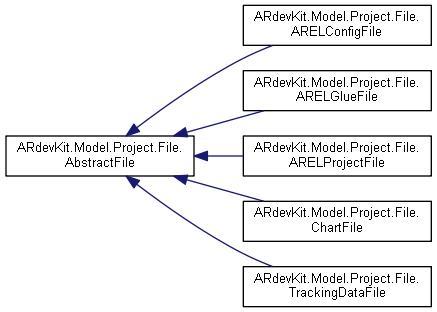 ARdevKit.Model.Project.File.
ARELConfigFile
ARdevKit.Model.Project.File.
ARELGlueFile
ARdevKit.Model.Project.File.
AbstractFile
ARdevKit.Model.Project.File.
ARELProjectFile
ARdevKit.Model.Project.File.
ChartFile
ARdevKit.Model.Project.File.
TrackingDataFile